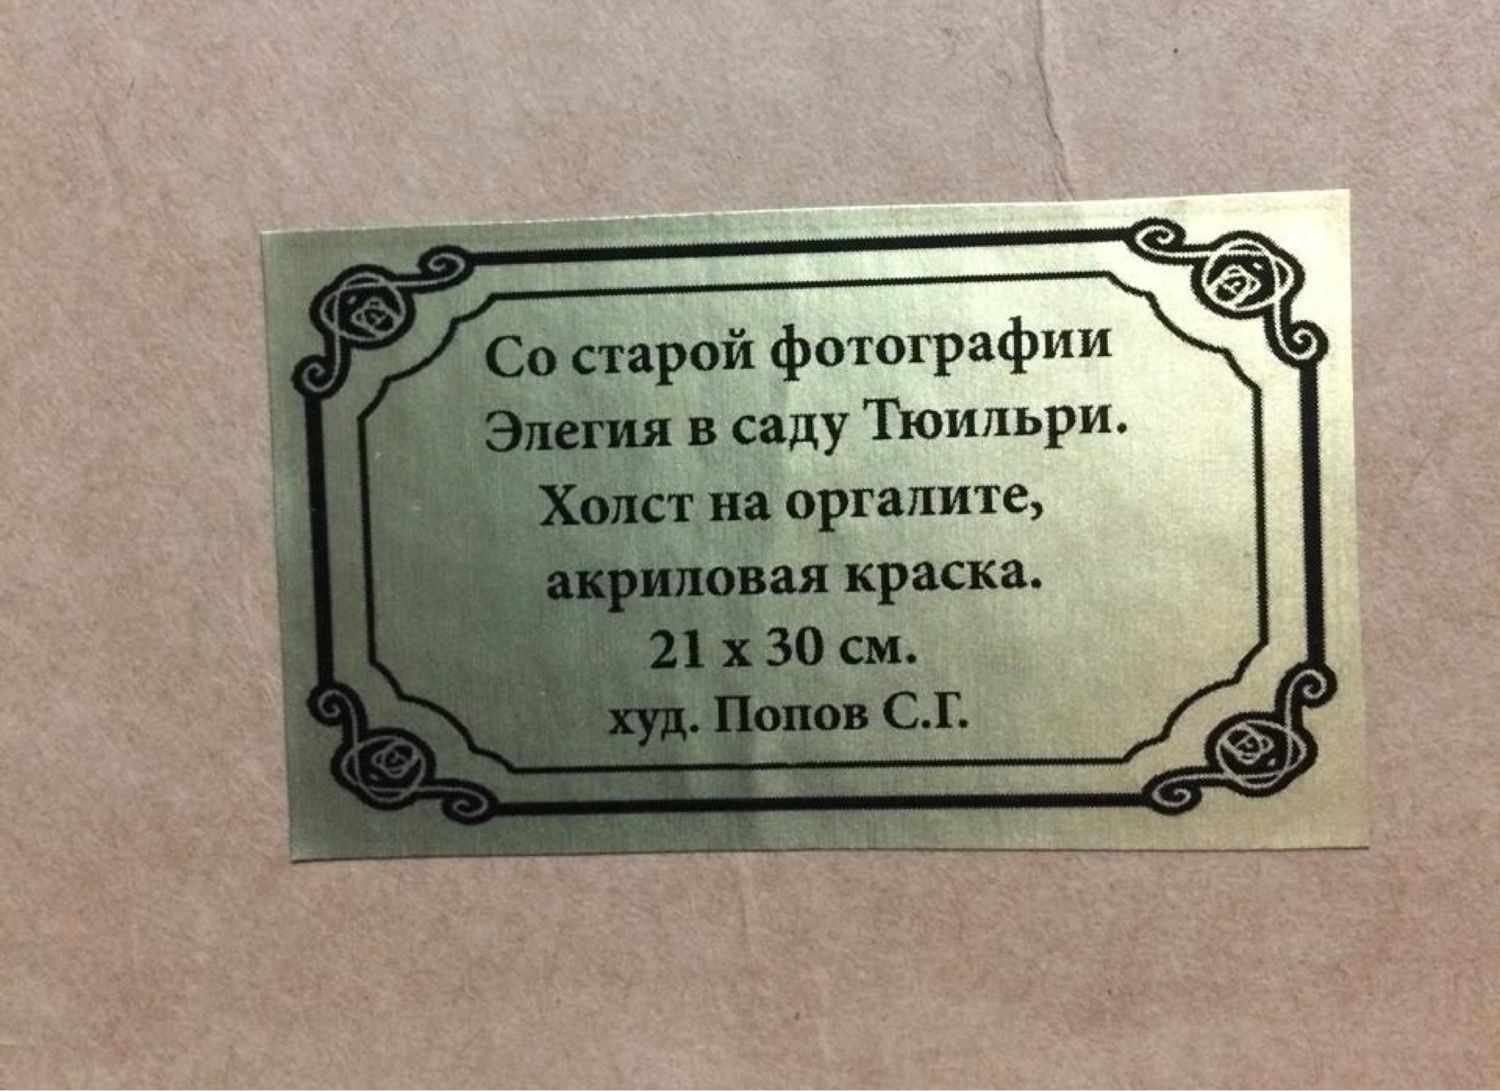 Со старой фотографии
Элегия в саду Тюильри.
Холст на оргалите,
акриловая краска.
21 х 30 см.
худ. Попов С.Г.